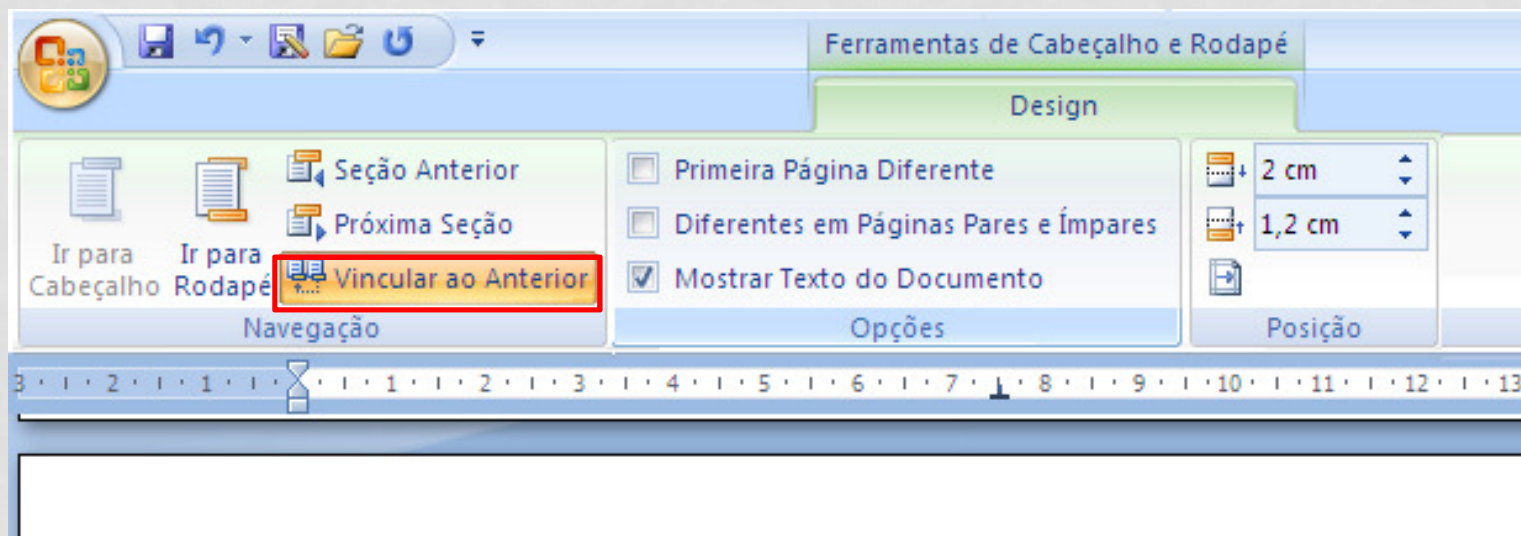 Ferramentas de Cabeçalho e Rodapé
Design
Ir para Cabeçalho
Ir para Rodapé
Seção Anterior
Próxima Seção
Vincular ao Anterior
Navegação
Primeira Página Diferente
Diferentes em Páginas Pares e Ímpares
Mostrar Texto do Documento
Opções
2 cm
1,2 cm
Posição
3 2 1 1 2 3 4 5 6 7 8 9 10 11 12 13